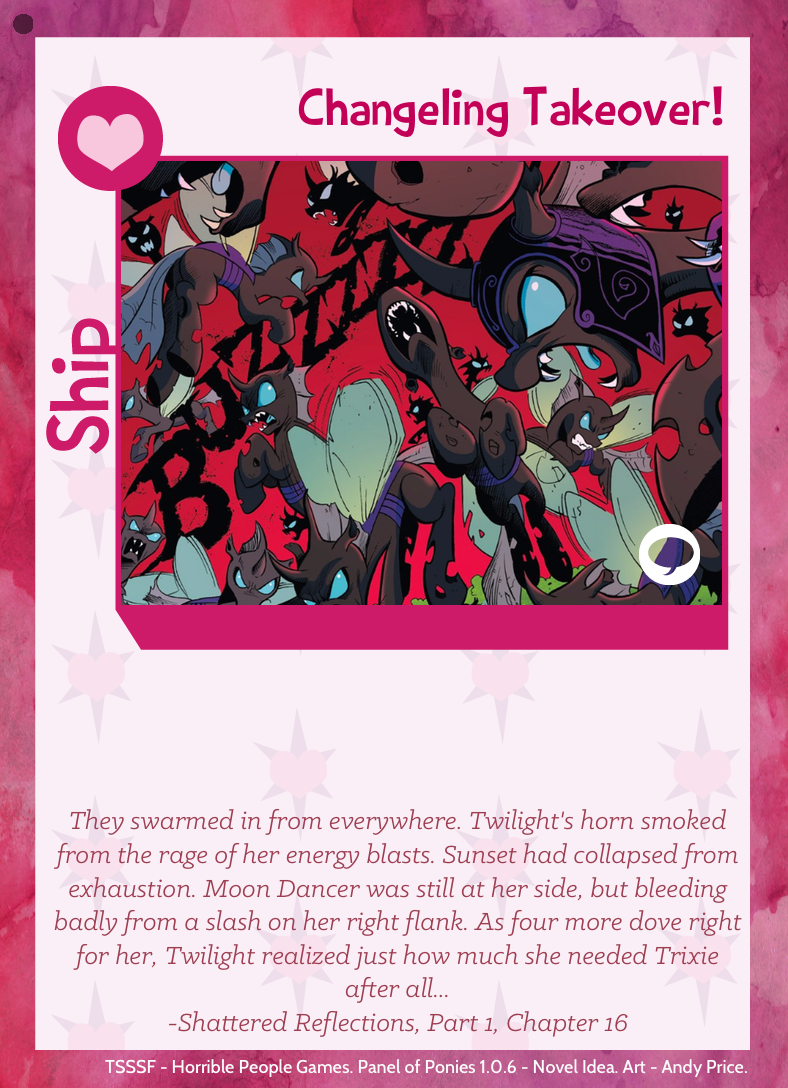 Changeling Takeover!
Ship
BUZZZZZZZ
They swarmed in from everywhere. Twilight's horn smoked
from the rage of her energy blasts. Sunset had collapsed from
exhaustion. Moon Dancer was still at her side, but bleeding
badly from a slash on her right flank. As four more dove right
for her, Twilight realized just how much she needed Trixie
after all...
-Shattered Reflections, Part 1, Chapter 16
TSSSF - Horrible People Games. Panel of Ponies 1.0.6 - Novel Idea. Art - Andy Price.